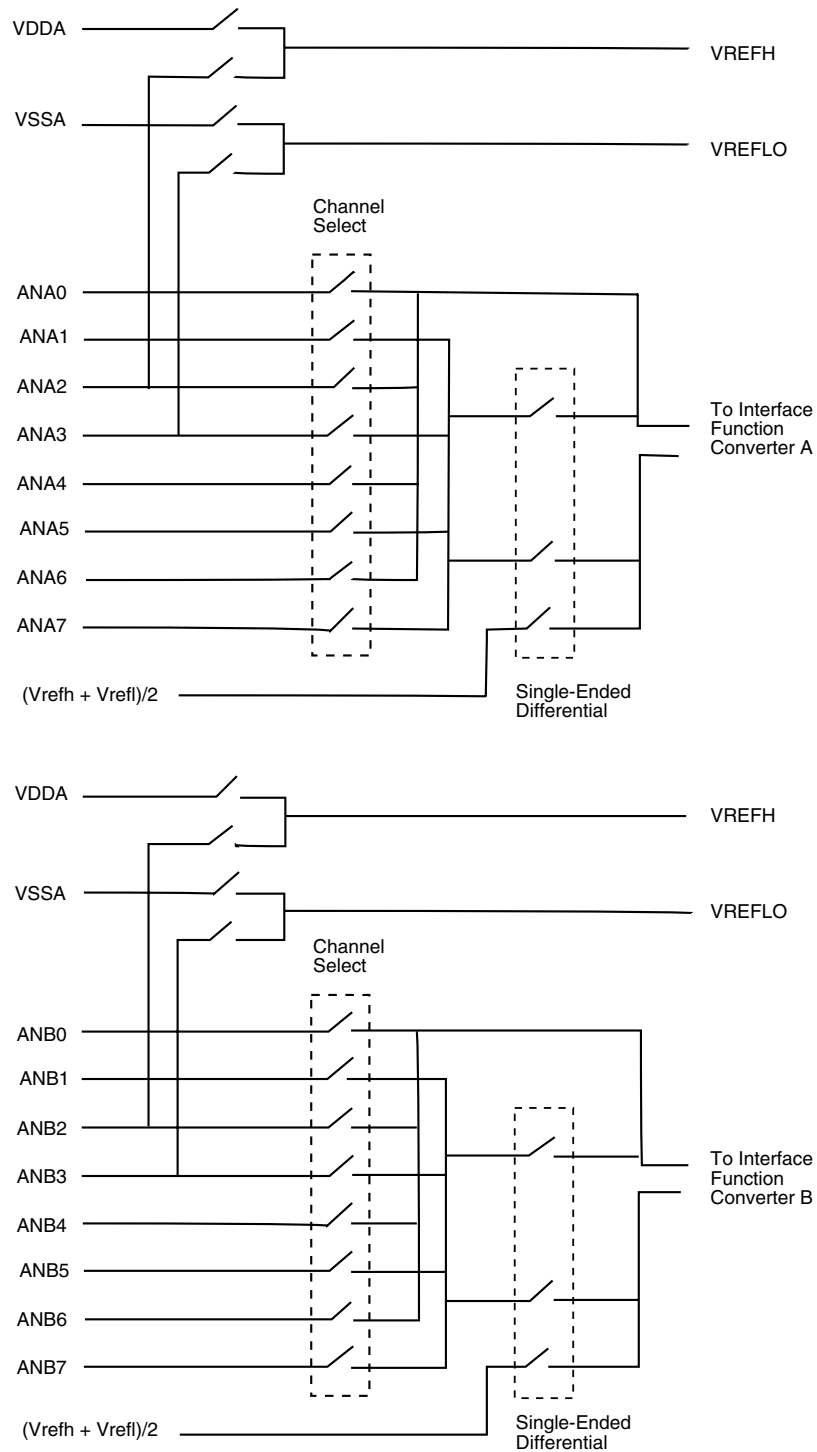 VDDA
VREFH
VSSA
VREFLO
Channel
Select
ANA0
ANA1
ANA2
ANA3
To Interface
Function
Converter A
ANA4
ANA5
ANA6
ANA7
(Vrefh + Vrefl)/2
Single-Ended
Differential
VDDA
VREFH
VSSA
VREFLO
Channel
Select
ANB0
ANB1
ANB2
ANB3
To Interface
Function
Converter B
ANB4
ANB5
ANB6
ANB7
(Vrefh + Vrefl)/2
Single-Ended
Differential